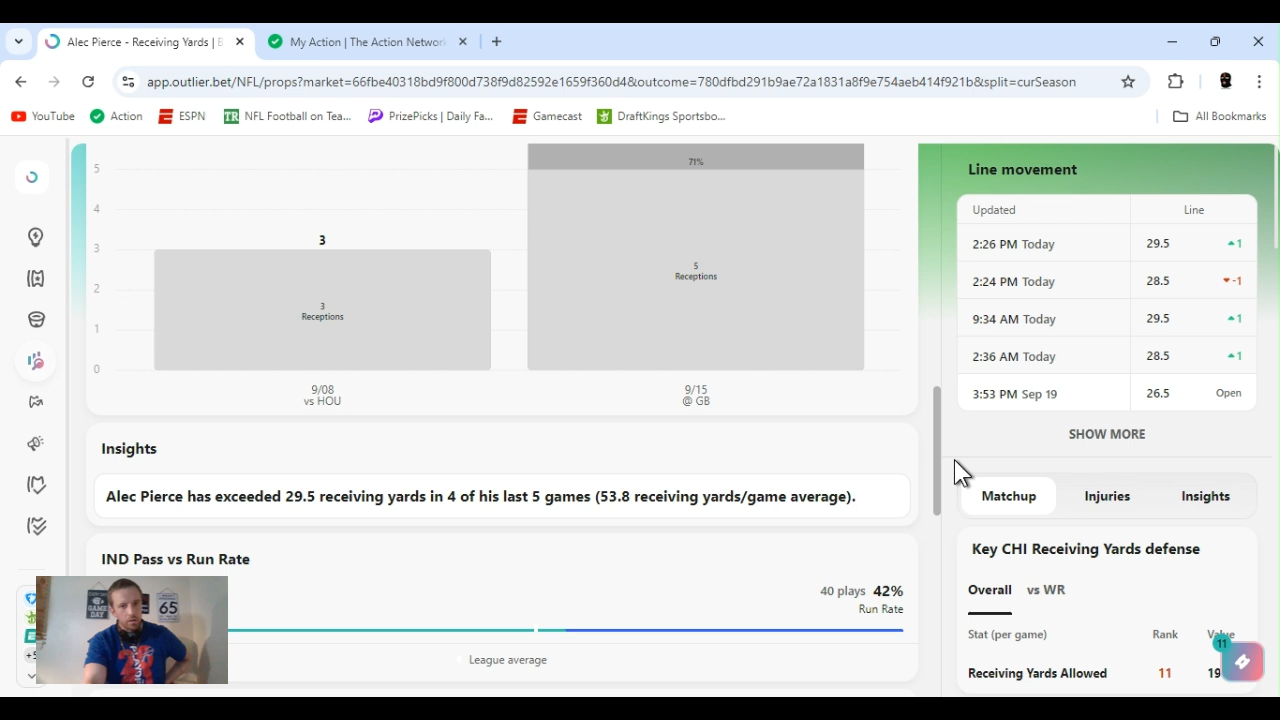 Alec Pierce - Receiving Yards | B
My Action | The Action Network
app.outlier.bet/NFL/props?market=66fbe40318bd9f800d738f9d82592e1659f360d4&outcome=780dfbd291b9ae72a1831a8f9e754aeb414f921b&split=curSeason
YouTube Action ESPN NFL Football on Tea... PrizePicks | Daily Fa... Gamecast DraftKings Sportsbo... All Bookmarks
5
4
3
2
1
0
3
3
Receptions
71%
5
Receptions
9/08
vs HOU
9/15
@ GB
Insights
Alec Pierce has exceeded 29.5 receiving yards in 4 of his last 5 games (53.8 receiving yards/game average).
IND Pass vs Run Rate
40 plays 42%
Run Rate
League average
GAME DAY
65
Line movement
Updated Line
2:26 PM Today 29.5 1
2:24 PM Today 28.5 -1
9:34 AM Today 29.5 1
2:36 AM Today 28.5 1
3:53 PM Sep 19 26.5 Open
SHOW MORE
Matchup Injuries Insights
Key CHI Receiving Yards defense
Overall vs WR
Stat (per game) Rank Value
11
Receiving Yards Allowed 11 19